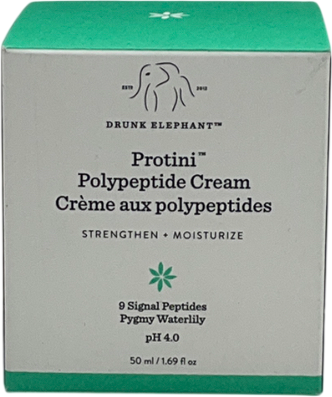 ESTD 2012
DRUNK ELEPHANT™
Protini™
Polypeptide Cream
Crème aux polypeptides
STRENGTHEN + MOISTURIZE
9 Signal Peptides
Pygmy Waterlily
pH 4.0
50 ml / 1.69 fl oz